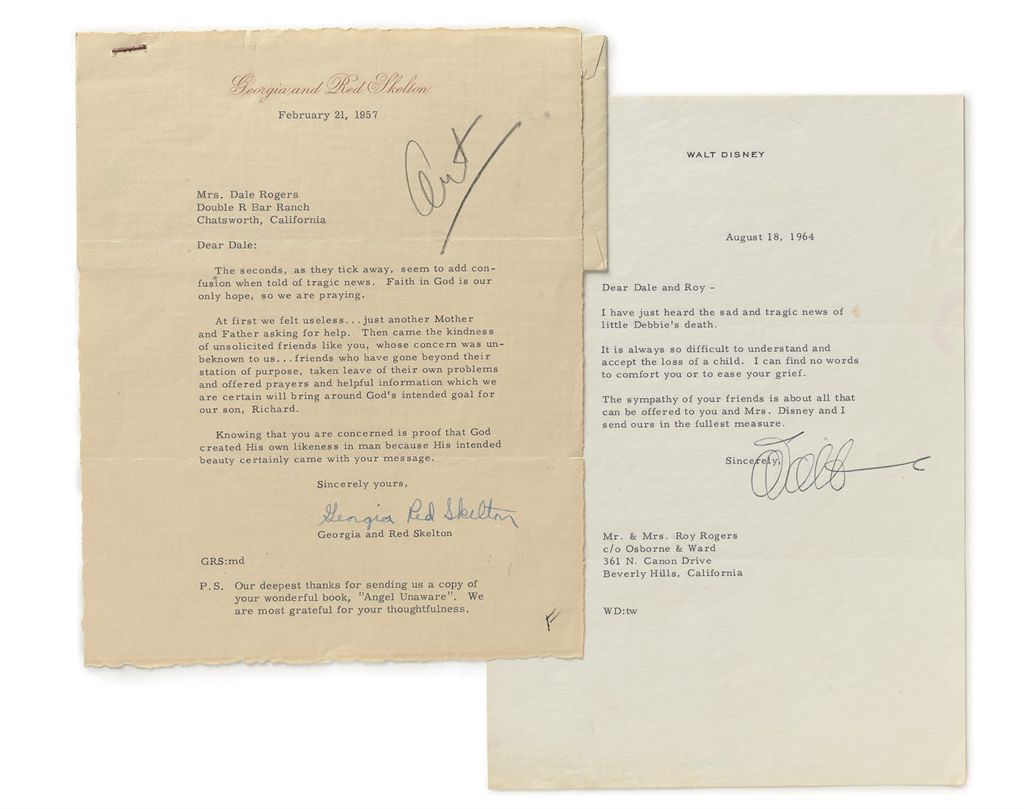 Georgia and Red Skelton
February 21, 1957
Mrs. Dale Rogers
Double R Bar Ranch
Chatsworth, California
Dear Dale:
The seconds, as they tick away, seem to add con-
fusion when told of tragic news. Faith in God is our
only hope, so we are praying.
At first we felt useless...just another Mother
and Father asking for help. Then came the kindness
of unsolicited friends like you, whose concern was un-
beknown to us...friends who have gone beyond their
station of purpose, taken leave of their own problems
and offered prayers and helpful information which we
are certain will bring around God's intended goal for
our son, Richard.
Knowing that you are concerned is proof that God
created His own likeness in man because His intended
beauty certainly came with your message.
Sincerely yours,
Georgia Red Skelton
Georgia and Red Skelton
GRS:md
P.S. Our deepest thanks for sending us a copy of
your wonderful book, "Angel Unaware". We
are most grateful for your thoughtfulness.
F
WALT DISNEY
August 18, 1964
Dear Dale and Roy -
I have just heard the sad and tragic news of
little Debbie's death.
It is always so difficult to understand and
accept the loss of a child. I can find no words
to comfort you or to ease your grief.
The sympathy of your friends is about all that
can be offered to you and Mrs. Disney and I
send ours in the fullest measure.
Sincerely,
Walt
Mr. & Mrs. Roy Rogers
c/o Osborne & Ward
361 N. Canon Drive
Beverly Hills, California
WD:tw